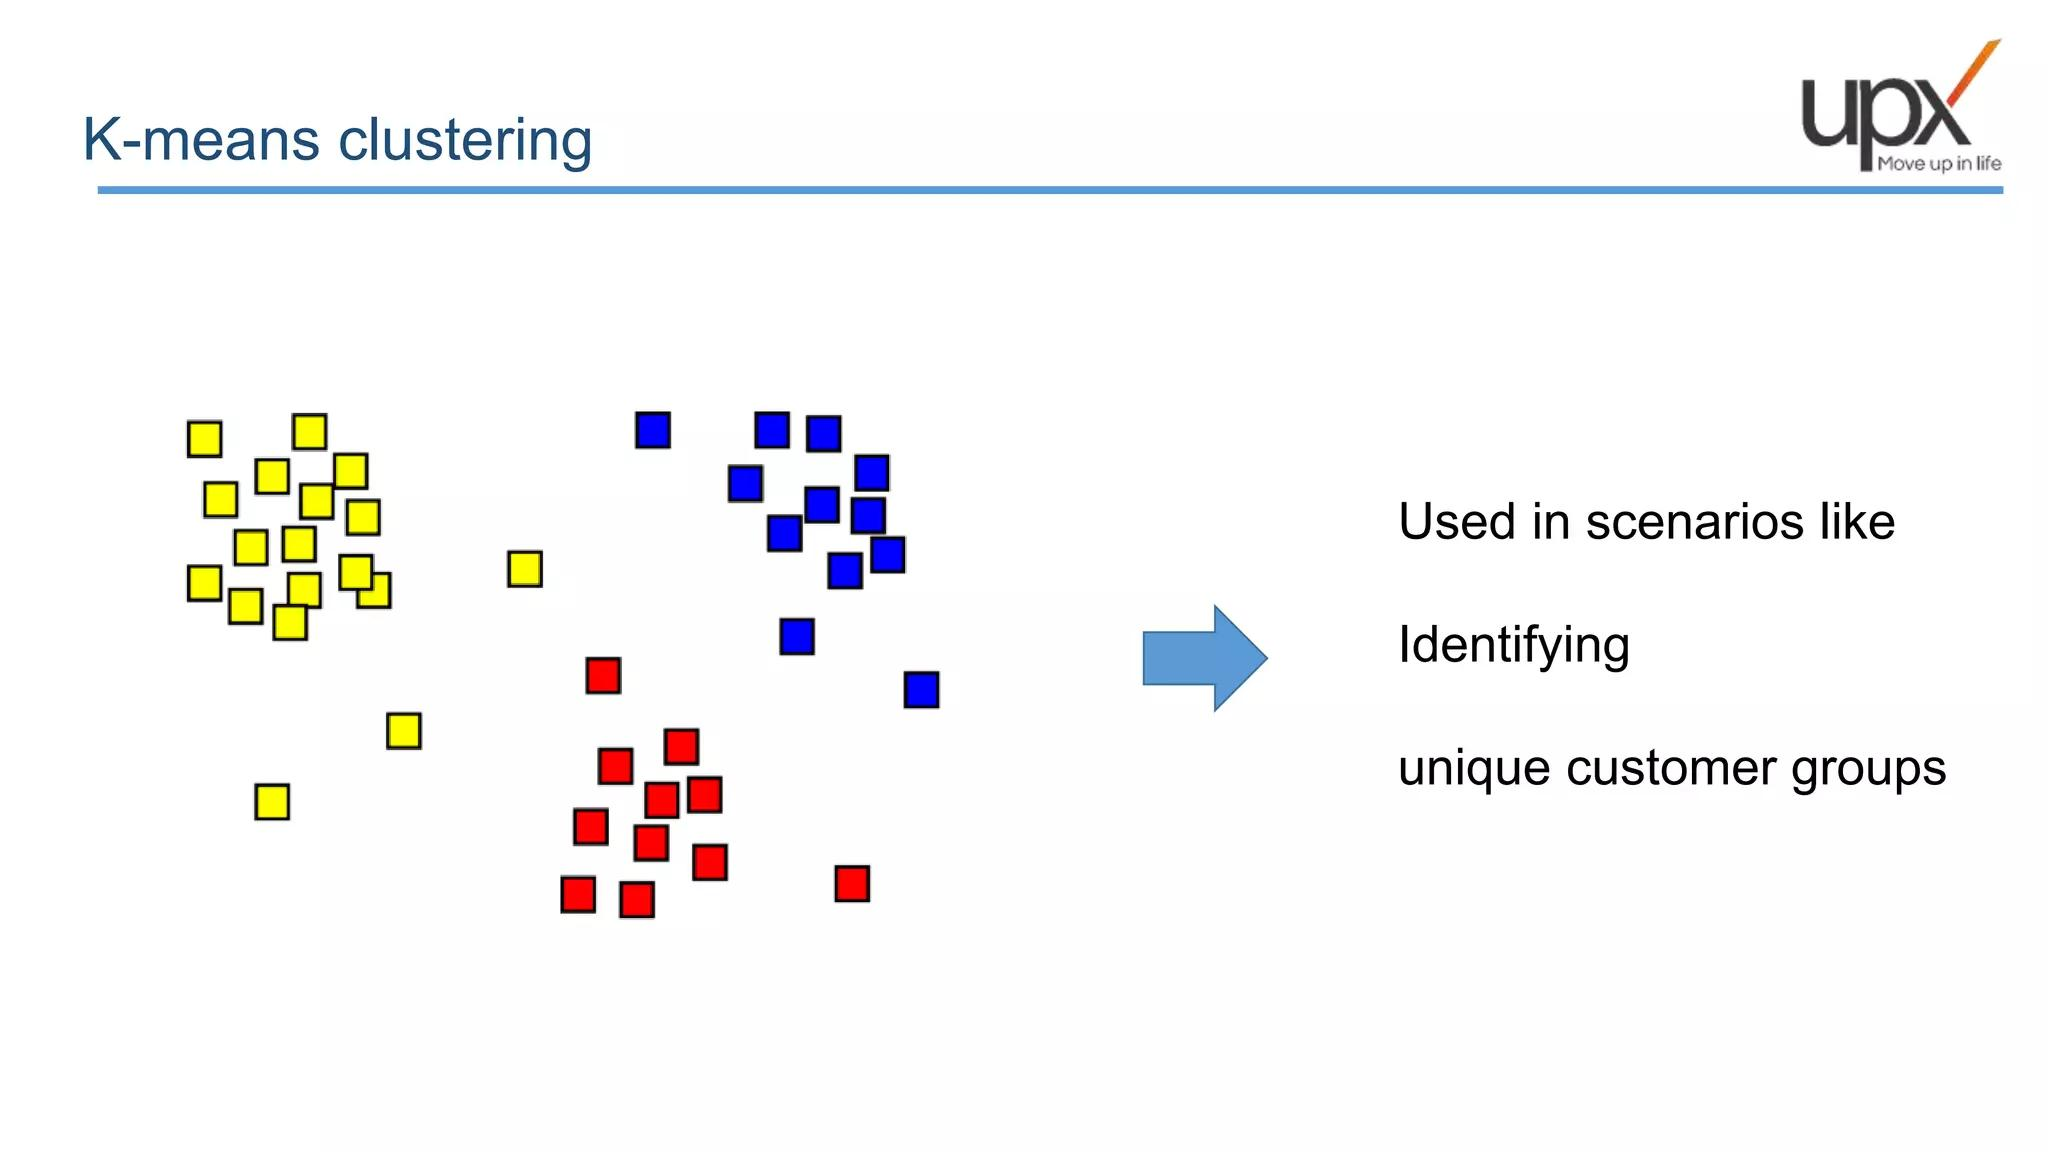 K-means clustering
upx
Move up in life
Used in scenarios like
Identifying
unique customer groups